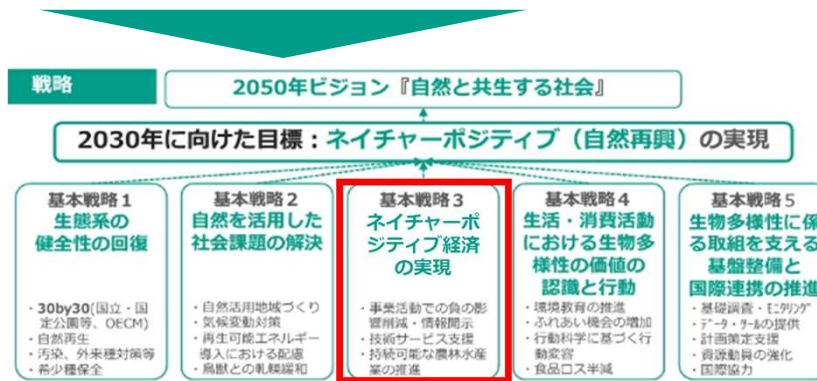 戦略
2050年ビジョン『自然と共生する社会』
2030年に向けた目標：ネイチャーポジティブ（自然再興）の実現
基本戦略1
生態系の
健全性の回復
・30by30(国立・国
定公園等、OECM)
・自然再生
・汚染、外来種対策等
・希少種保全
基本戦略2
自然を活用した
社会課題の解決
・自然活用地域づくり
・気候変動対策
・再生可能エネルギー
導入における配慮
・鳥獣との軋轢緩和
基本戦略3
ネイチャーポ
ジティブ経済
の実現
・事業活動での負の影
響削減・情報開示
・技術サービス支援
・持続可能な農林水産
業の推進
基本戦略4
生活・消費活動
における生物多
様性の価値の
認識と行動
・環境教育の推進
・ふれあい機会の増加
・行動科学に基づく行
動変容
・食品ロス半減
基本戦略5
生物多様性に係
る取組を支える
基盤整備と
国際連携の推進
・基礎調査・モニタリング
・データ・ツールの提供
・計画策定支援
・資源動員の強化
・国際協力